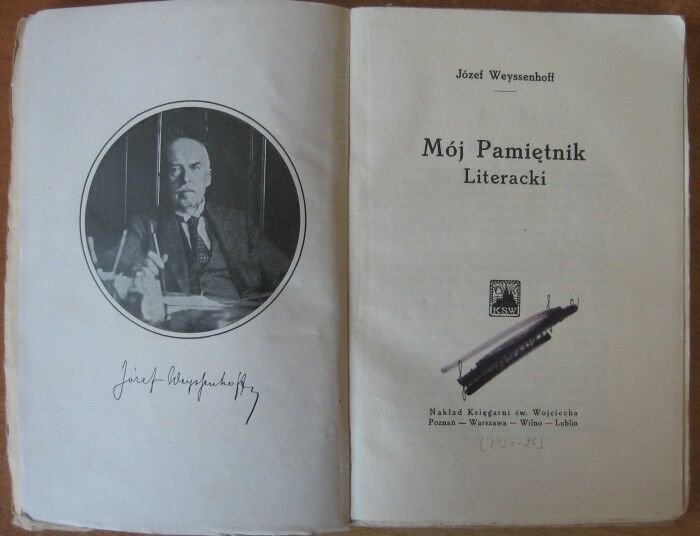 Józef Weyssenhoff
Józef Weyssenhoff
Mój Pamiętnik
Literacki
KSW
Nakład Księgarni św. Wojciecha
Poznań — Warszawa — Wilno — Lublin